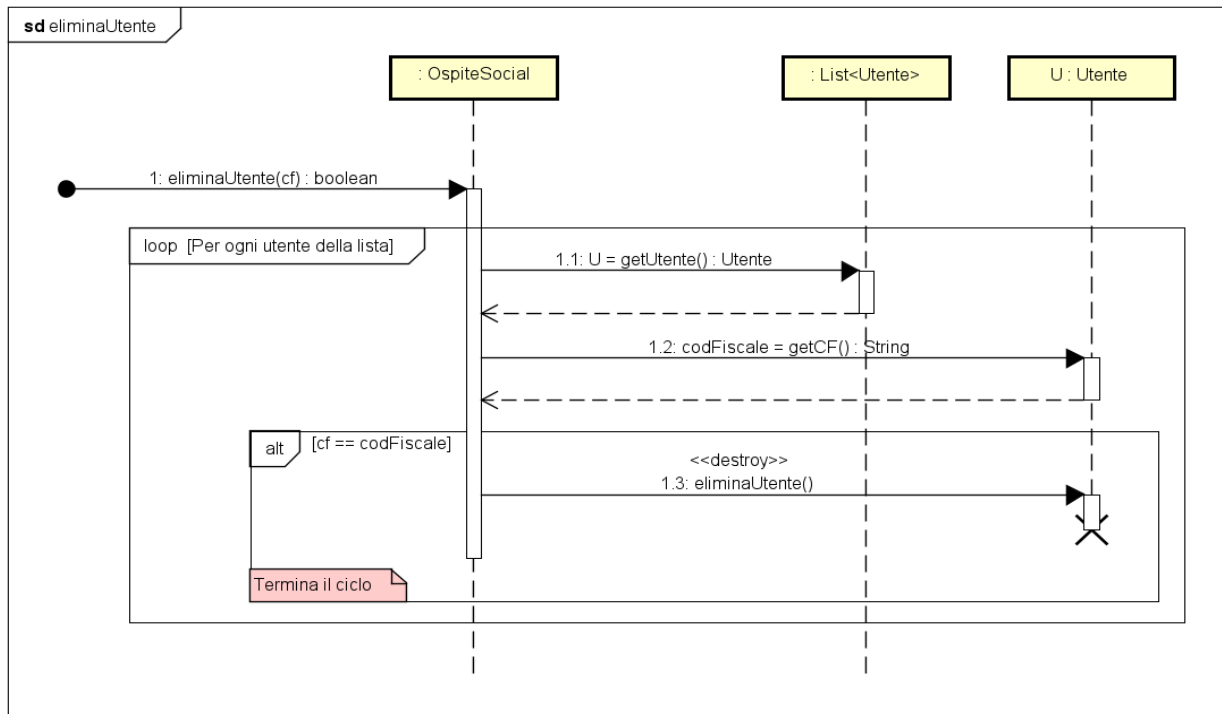 sd eliminaUtente
: OspiteSocial
: List<Utente>
U : Utente
1: eliminaUtente(cf) : boolean
loop [Per ogni utente della lista]
1.1: U = getUtente() : Utente
1.2: codFiscale = getCF() : String
alt [cf == codFiscale]
<<destroy>>
1.3: eliminaUtente()
Termina il ciclo